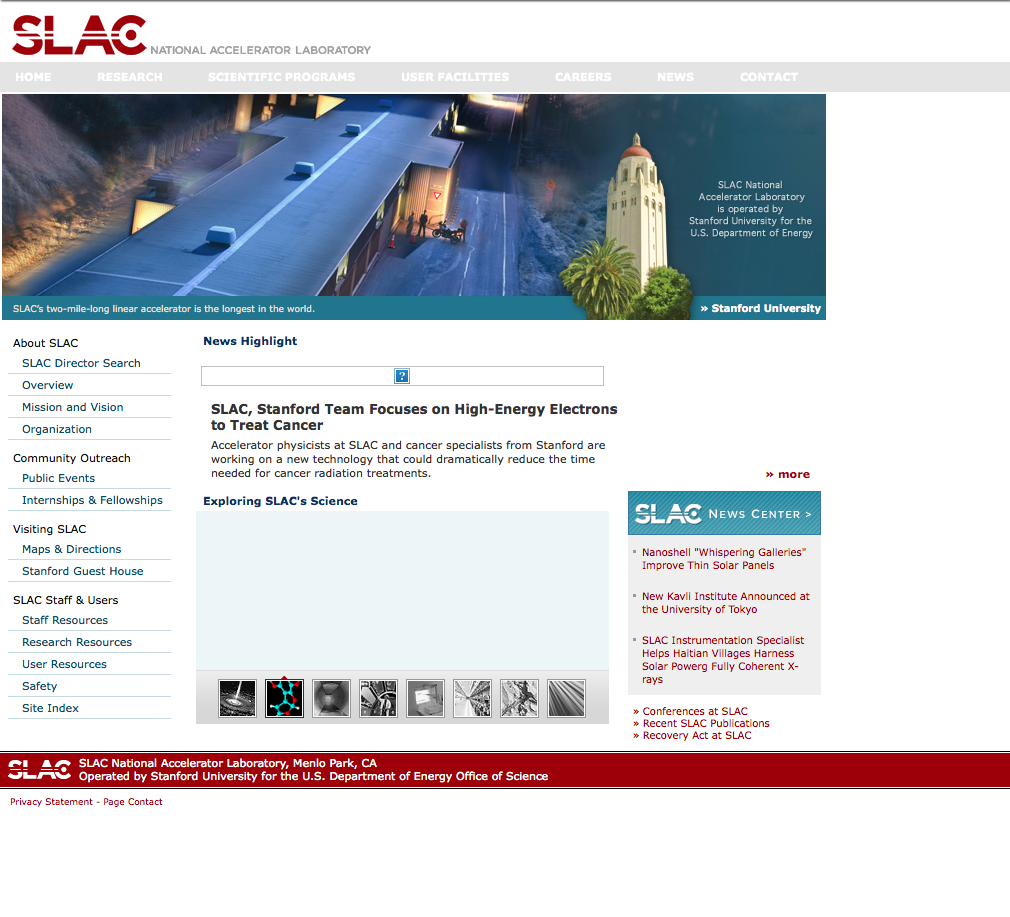 SLAC NATIONAL ACCELERATOR LABORATORY
HOME RESEARCH SCIENTIFIC PROGRAMS USER FACILITIES CAREERS NEWS CONTACT
SLAC National
Accelerator Laboratory
is operated by
Stanford University for the
U.S. Department of Energy
SLAC's two-mile-long linear accelerator is the longest in the world.
» Stanford University
About SLAC
SLAC Director Search
Overview
Mission and Vision
Organization
Community Outreach
Public Events
Internships & Fellowships
Visiting SLAC
Maps & Directions
Stanford Guest House
SLAC Staff & Users
Staff Resources
Research Resources
User Resources
Safety
Site Index
News Highlight
?
SLAC, Stanford Team Focuses on High-Energy Electrons
to Treat Cancer
Accelerator physicists at SLAC and cancer specialists from Stanford are
working on a new technology that could dramatically reduce the time
needed for cancer radiation treatments.
» more
Exploring SLAC's Science
SLAC NEWS CENTER >
Nanoshell "Whispering Galleries"
Improve Thin Solar Panels
New Kavli Institute Announced at
the University of Tokyo
SLAC Instrumentation Specialist
Helps Haitian Villages Harness
Solar Powerg Fully Coherent X-
rays
» Conferences at SLAC
» Recent SLAC Publications
» Recovery Act at SLAC
SLAC
SLAC National Accelerator Laboratory, Menlo Park, CA
Operated by Stanford University for the U.S. Department of Energy Office of Science
Privacy Statement - Page Contact